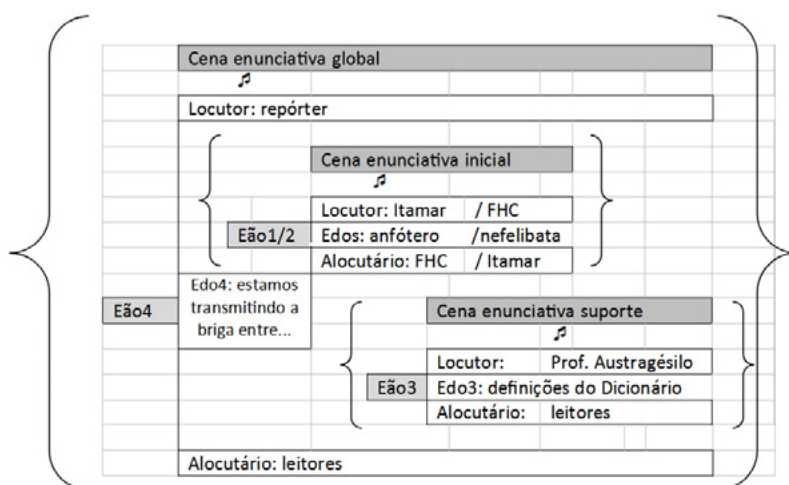 Cena enunciativa global
♫
Locutor: repórter
Cena enunciativa inicial
♫
Locutor: Itamar / FHC
Eão1/2 Edos: anfótero /nefelibata
Alocutário: FHC / Itamar
Edo4: estamos
Eão4 transmitindo a
briga entre...
Cena enunciativa suporte
♫
Locutor: Prof. Austragésilo
Eão3 Edo3: definições do Dicionário
Alocutário: leitores
Alocutário: leitores